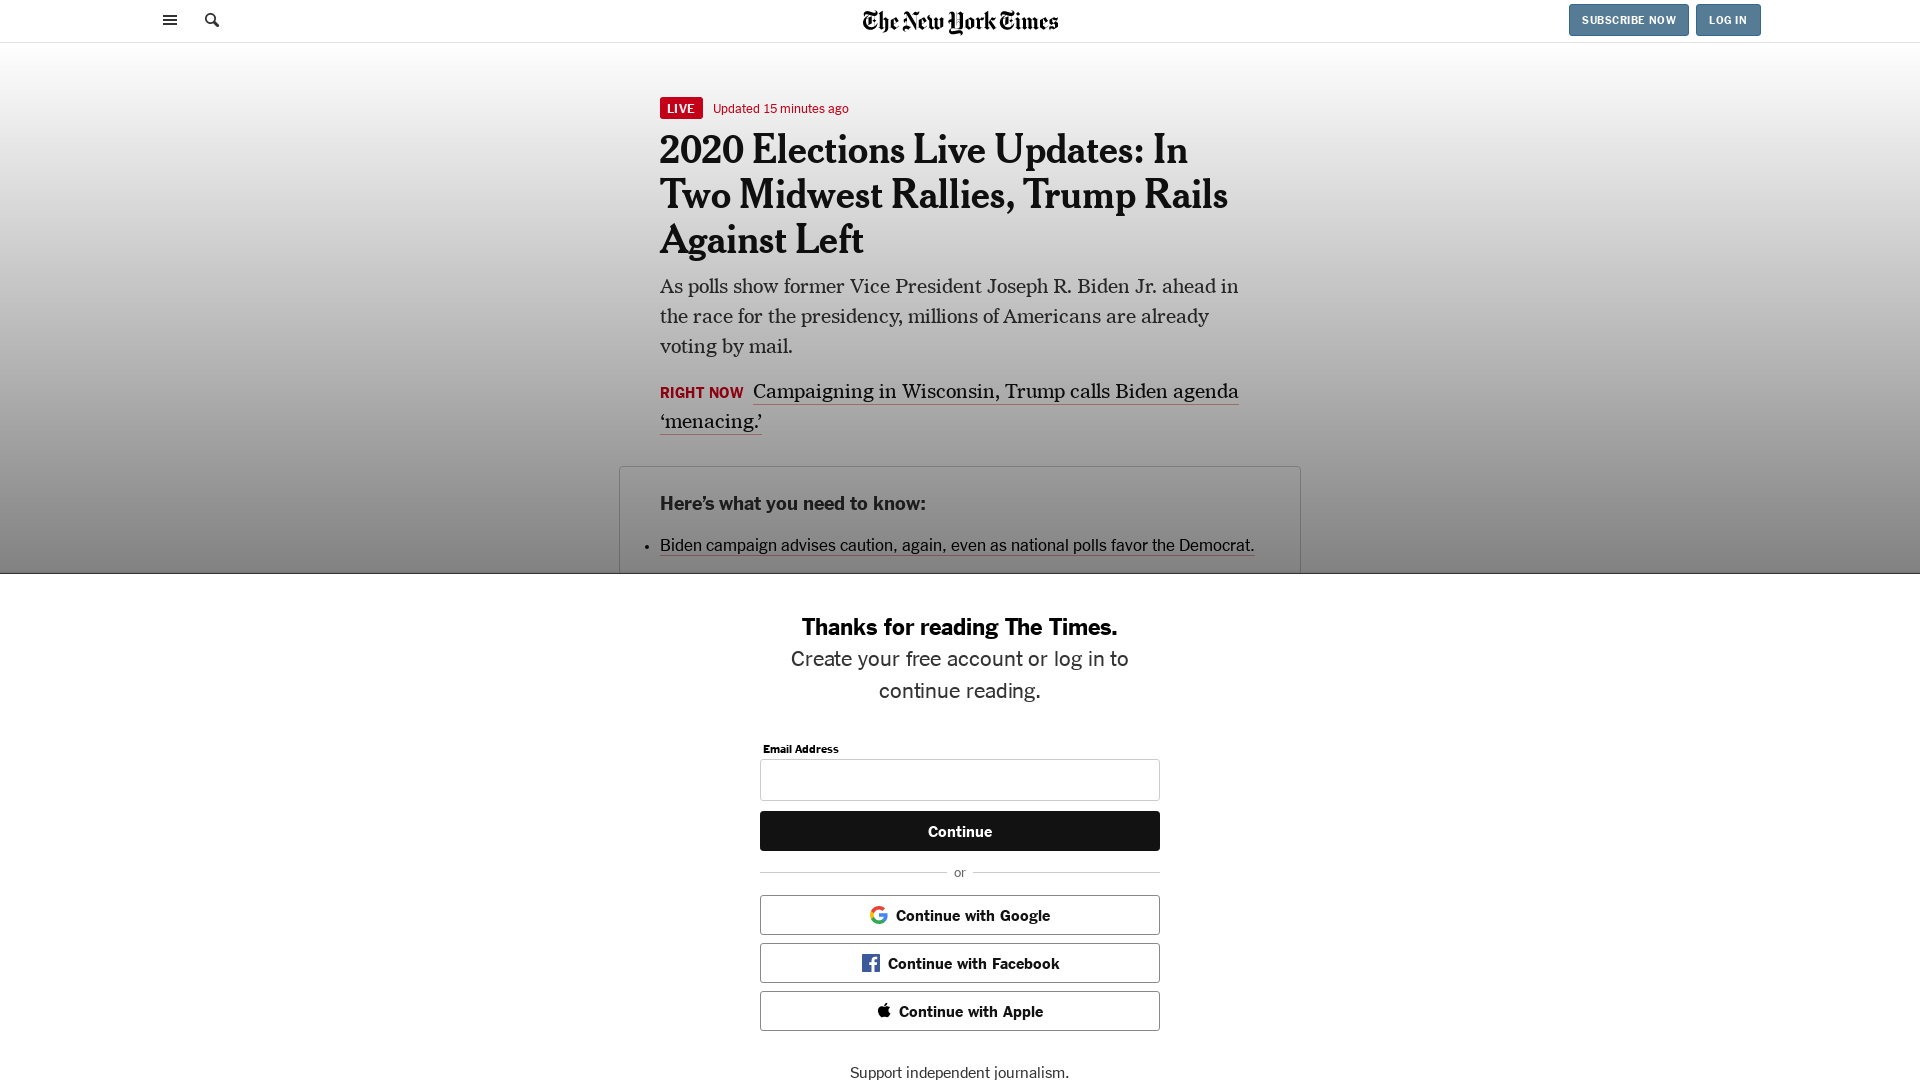 The New York Times
SUBSCRIBE NOW
LOG IN
LIVE
Updated 15 minutes ago
2020 Elections Live Updates: In
Two Midwest Rallies, Trump Rails
Against Left
As polls show former Vice President Joseph R. Biden Jr. ahead in
the race for the presidency, millions of Americans are already
voting by mail.
RIGHT NOW Campaigning in Wisconsin, Trump calls Biden agenda
‘menacing.’
Here’s what you need to know:
• Biden campaign advises caution, again, even as national polls favor the Democrat.
Thanks for reading The Times.
Create your free account or log in to
continue reading.
Email Address
Continue
or
Continue with Google
Continue with Facebook
Continue with Apple
Support independent journalism.